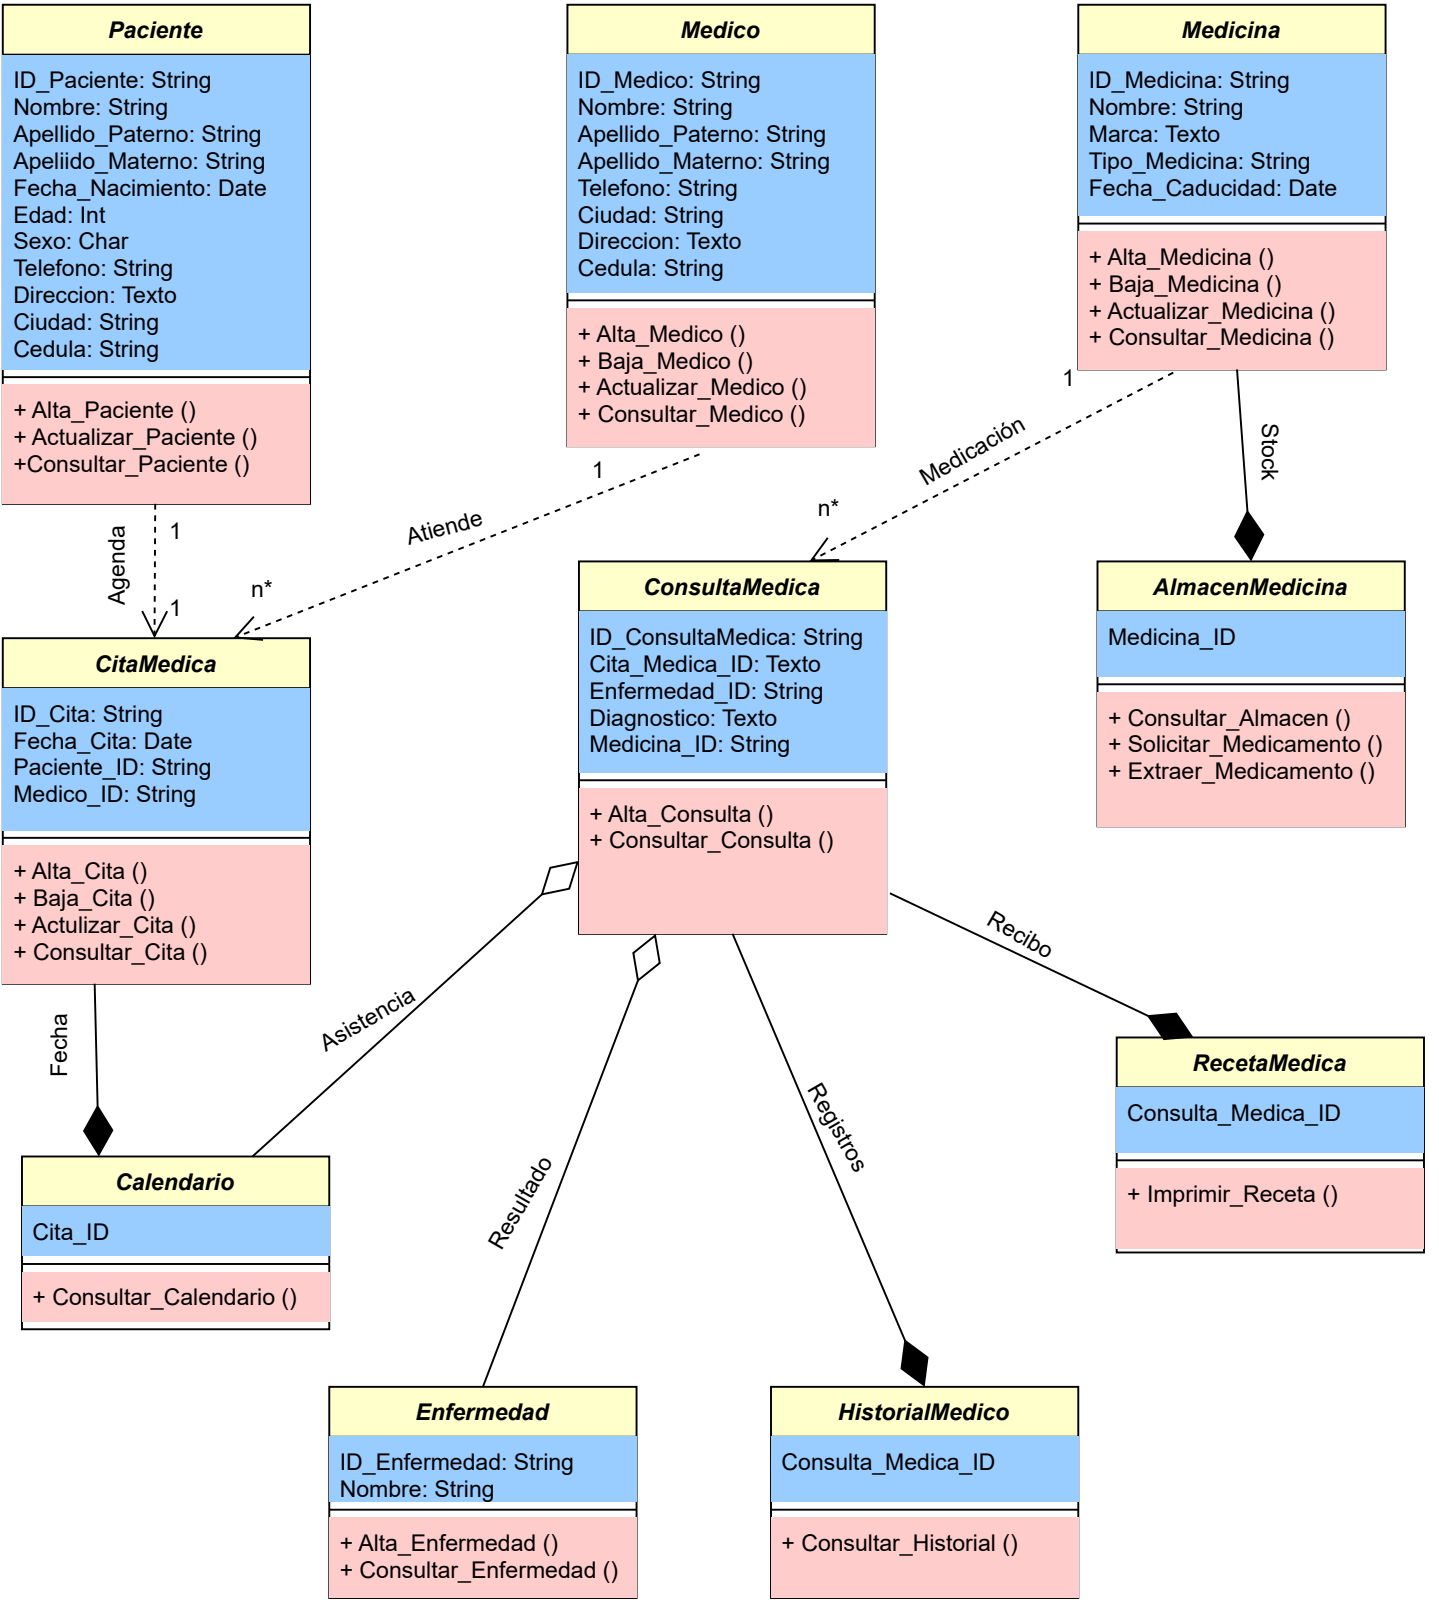 Paciente
ID_Paciente: String
Nombre: String
Apellido_Paterno: String
Apeliido_Materno: String
Fecha_Nacimiento: Date
Edad: Int
Sexo: Char
Telefono: String
Direccion: Texto
Ciudad: String
Cedula: String
+ Alta_Paciente ()
+ Actualizar_Paciente ()
+Consultar_Paciente ()
Medico
ID_Medico: String
Nombre: String
Apellido_Paterno: String
Apellido_Materno: String
Telefono: String
Ciudad: String
Direccion: Texto
Cedula: String
+ Alta_Medico ()
+ Baja_Medico ()
+ Actualizar_Medico ()
+ Consultar_Medico ()
Medicina
ID_Medicina: String
Nombre: String
Marca: Texto
Tipo_Medicina: String
Fecha_Caducidad: Date
+ Alta_Medicina ()
+ Baja_Medicina ()
+ Actualizar_Medicina ()
+ Consultar_Medicina ()
Agenda
1
1
1
Atiende
n*
1
Medicación
n*
Stock
CitaMedica
ID_Cita: String
Fecha_Cita: Date
Paciente_ID: String
Medico_ID: String
+ Alta_Cita ()
+ Baja_Cita ()
+ Actulizar_Cita ()
+ Consultar_Cita ()
ConsultaMedica
ID_ConsultaMedica: String
Cita_Medica_ID: Texto
Enfermedad_ID: String
Diagnostico: Texto
Medicina_ID: String
+ Alta_Consulta ()
+ Consultar_Consulta ()
AlmacenMedicina
Medicina_ID
+ Consultar_Almacen ()
+ Solicitar_Medicamento ()
+ Extraer_Medicamento ()
Fecha
Asistencia
Resultado
Registros
Recibo
Calendario
Cita_ID
+ Consultar_Calendario ()
RecetaMedica
Consulta_Medica_ID
+ Imprimir_Receta ()
Enfermedad
ID_Enfermedad: String
Nombre: String
+ Alta_Enfermedad ()
+ Consultar_Enfermedad ()
HistorialMedico
Consulta_Medica_ID
+ Consultar_Historial ()